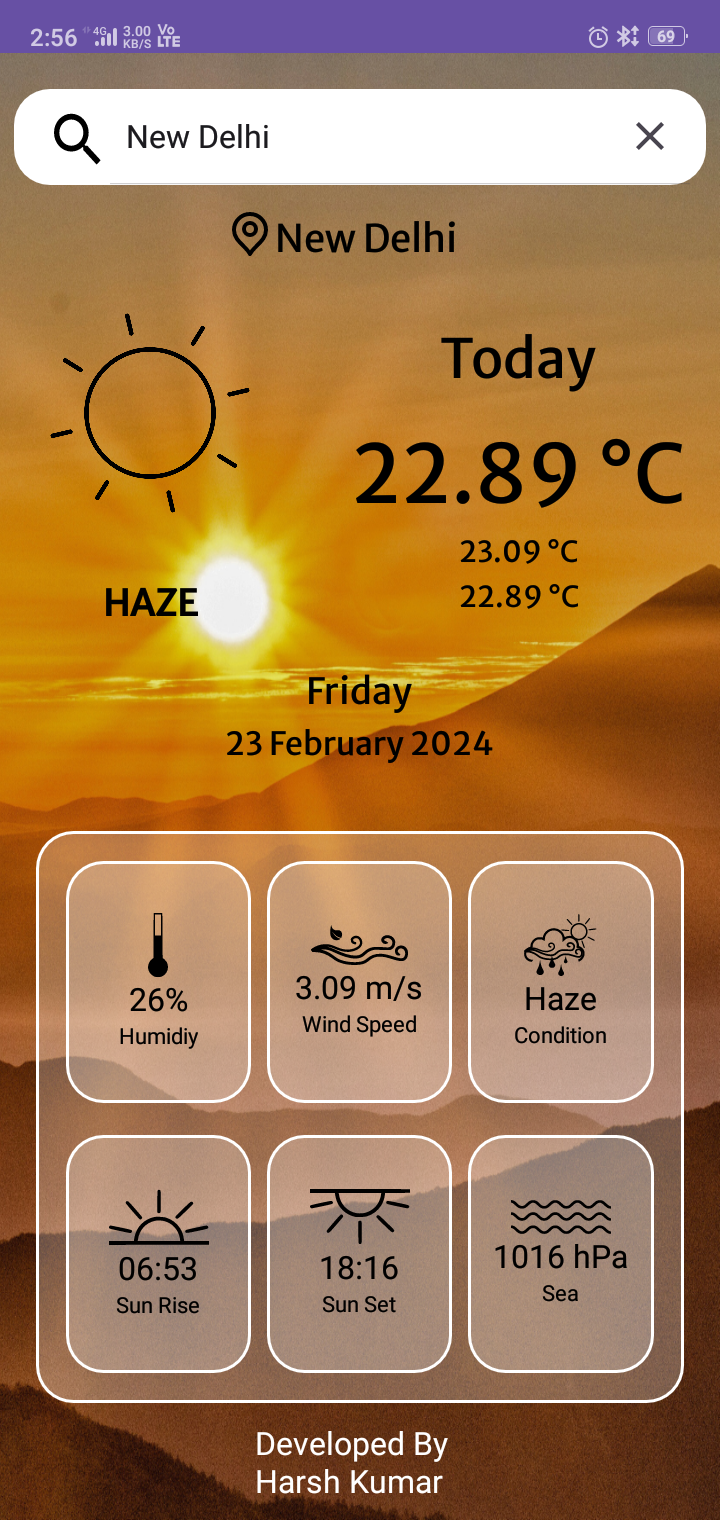 2:56 4G 3.00 KB/S Vo LTE 69
New Delhi
New Delhi
Today
22.89 °C
23.09 °C
22.89 °C
HAZE
Friday
23 February 2024
26%
Humidiy
3.09 m/s
Wind Speed
Haze
Condition
06:53
Sun Rise
18:16
Sun Set
1016 hPa
Sea
Developed By
Harsh Kumar